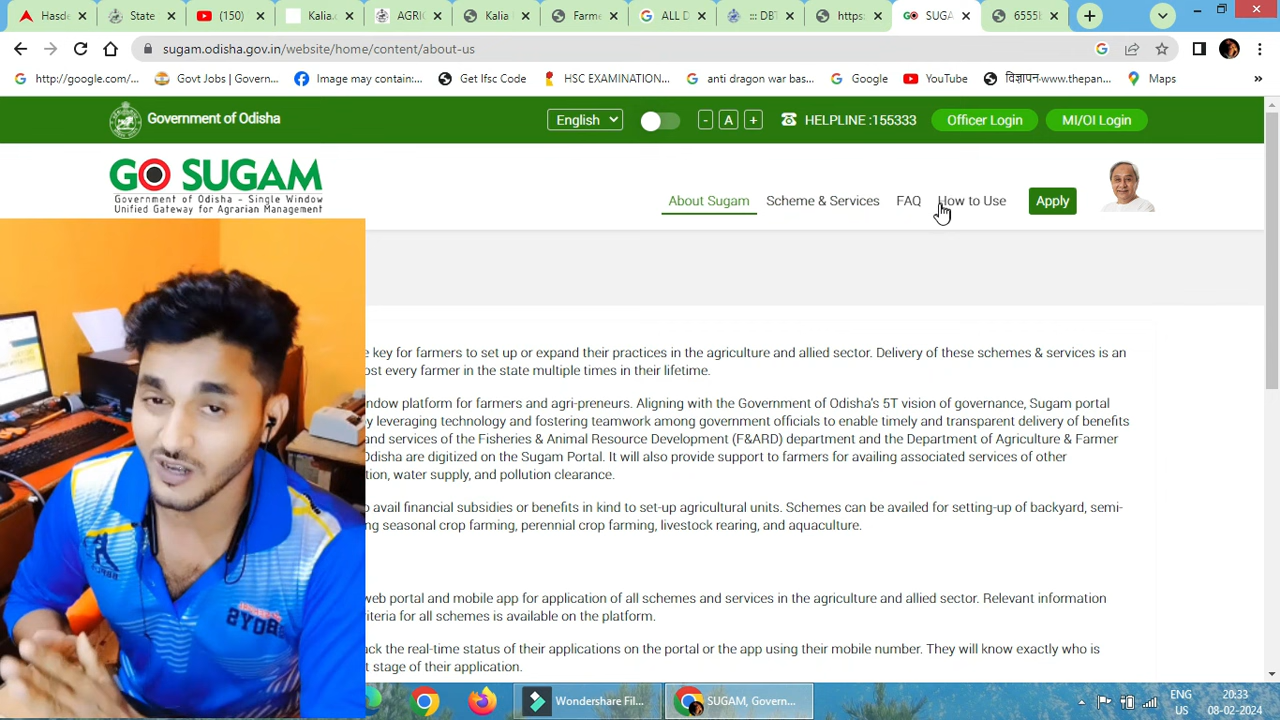 Hasde
State
(150)
Kalia.
AGRIC
Kalia
Farme
ALL D
::: DBT
https:
SUGA
6555b
sugam.odisha.gov.in/website/home/content/about-us
http://google.com/...
Govt Jobs | Govern...
Image may contain:...
Get Ifsc Code
HSC EXAMINATION...
anti dragon war bas...
Google
YouTube
विज्ञापन-www.thepan...
Maps
Government of Odisha
English
- A +
HELPLINE :155333
Officer Login
MI/OI Login
GO SUGAM
Government of Odisha - Single Window
Unified Gateway for Agrarian Management
About Sugam
Scheme & Services
FAQ
How to Use
Apply
key for farmers to set up or expand their practices in the agriculture and allied sector. Delivery of these schemes & services is an
ost every farmer in the state multiple times in their lifetime.
ndow platform for farmers and agri-preneurs. Aligning with the Government of Odisha's 5T vision of governance, Sugam portal
y leveraging technology and fostering teamwork among government officials to enable timely and transparent delivery of benefits
and services of the Fisheries & Animal Resource Development (F&ARD) department and the Department of Agriculture & Farmer
Odisha are digitized on the Sugam Portal. It will also provide support to farmers for availing associated services of other
tion, water supply, and pollution clearance.
o avail financial subsidies or benefits in kind to set-up agricultural units. Schemes can be availed for setting-up of backyard, semi-
ng seasonal crop farming, perennial crop farming, livestock rearing, and aquaculture.
web portal and mobile app for application of all schemes and services in the agriculture and allied sector. Relevant information
riteria for all schemes is available on the platform.
ack the real-time status of their applications on the portal or the app using their mobile number. They will know exactly who is
t stage of their application.
Wondershare Fil...
SUGAM, Govern...
ENG
US
20:33
08-02-2024